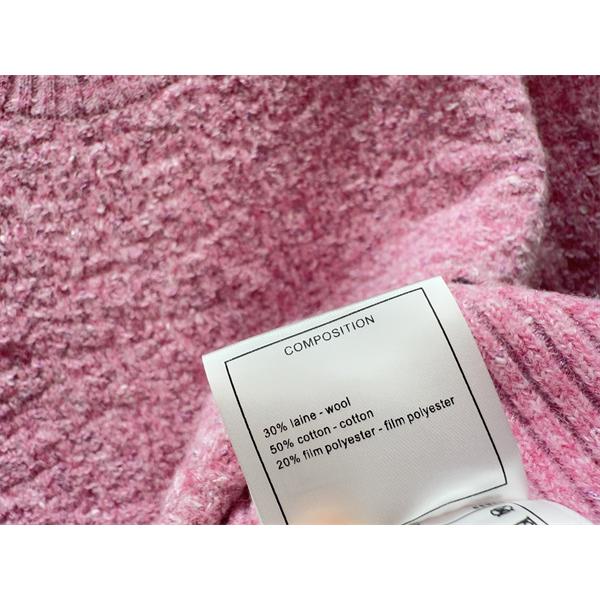 COMPOSITION
30% laine - wool
50% cotton - cotton
20% film polyester - film polyester